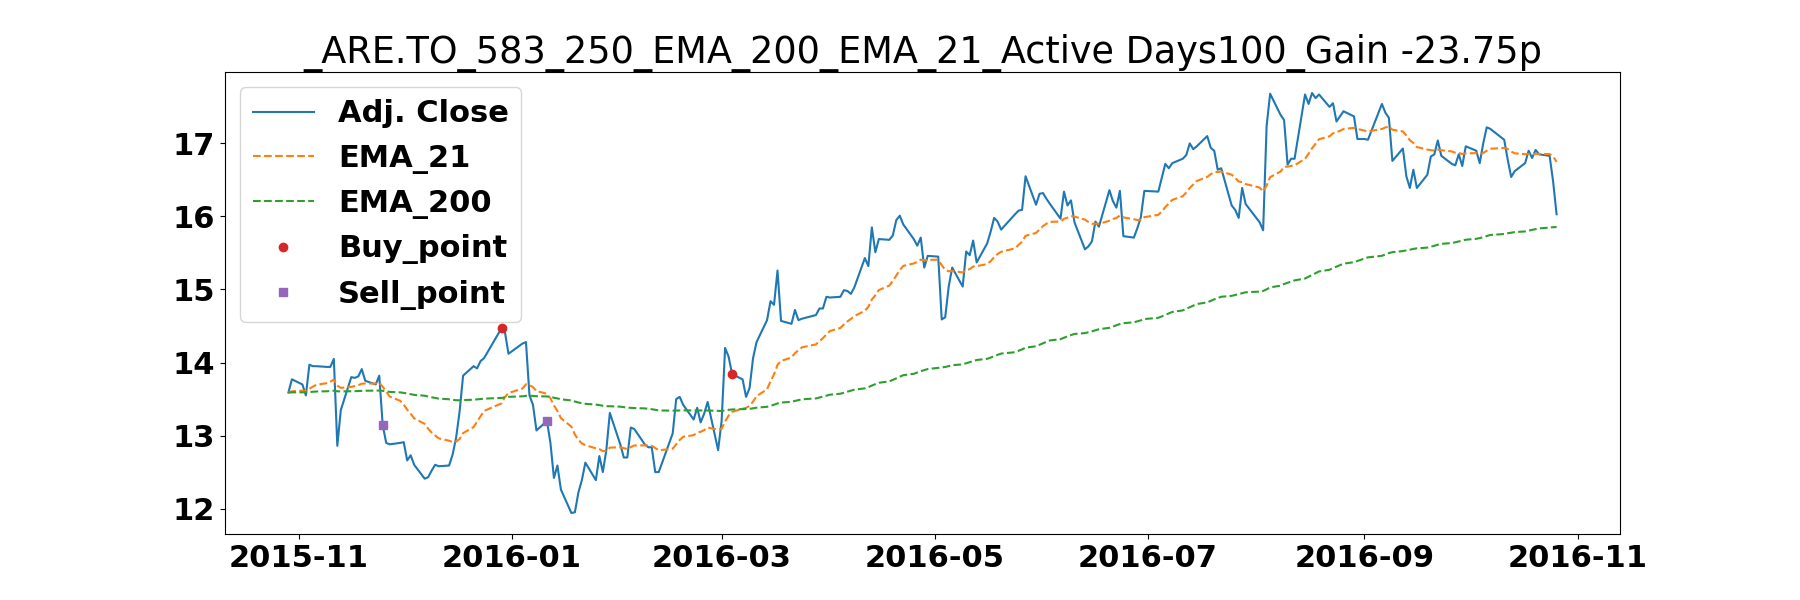 _ARE.TO_583_250_EMA_200_EMA_21_Active Days100_Gain -23.75p
Adj. Close
EMA_21
EMA_200
Buy_point
Sell_point
17
16
15
14
13
12
2015-11 2016-01 2016-03 2016-05 2016-07 2016-09 2016-11